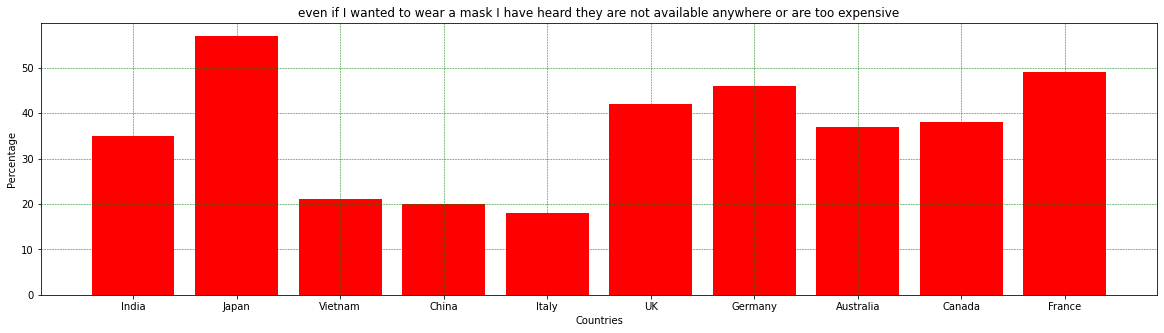 even if I wanted to wear a mask I have heard they are not available anywhere or are too expensive
Percentage
50
40
30
20
10
0
India Japan Vietnam China Italy UK Germany Australia Canada France
Countries